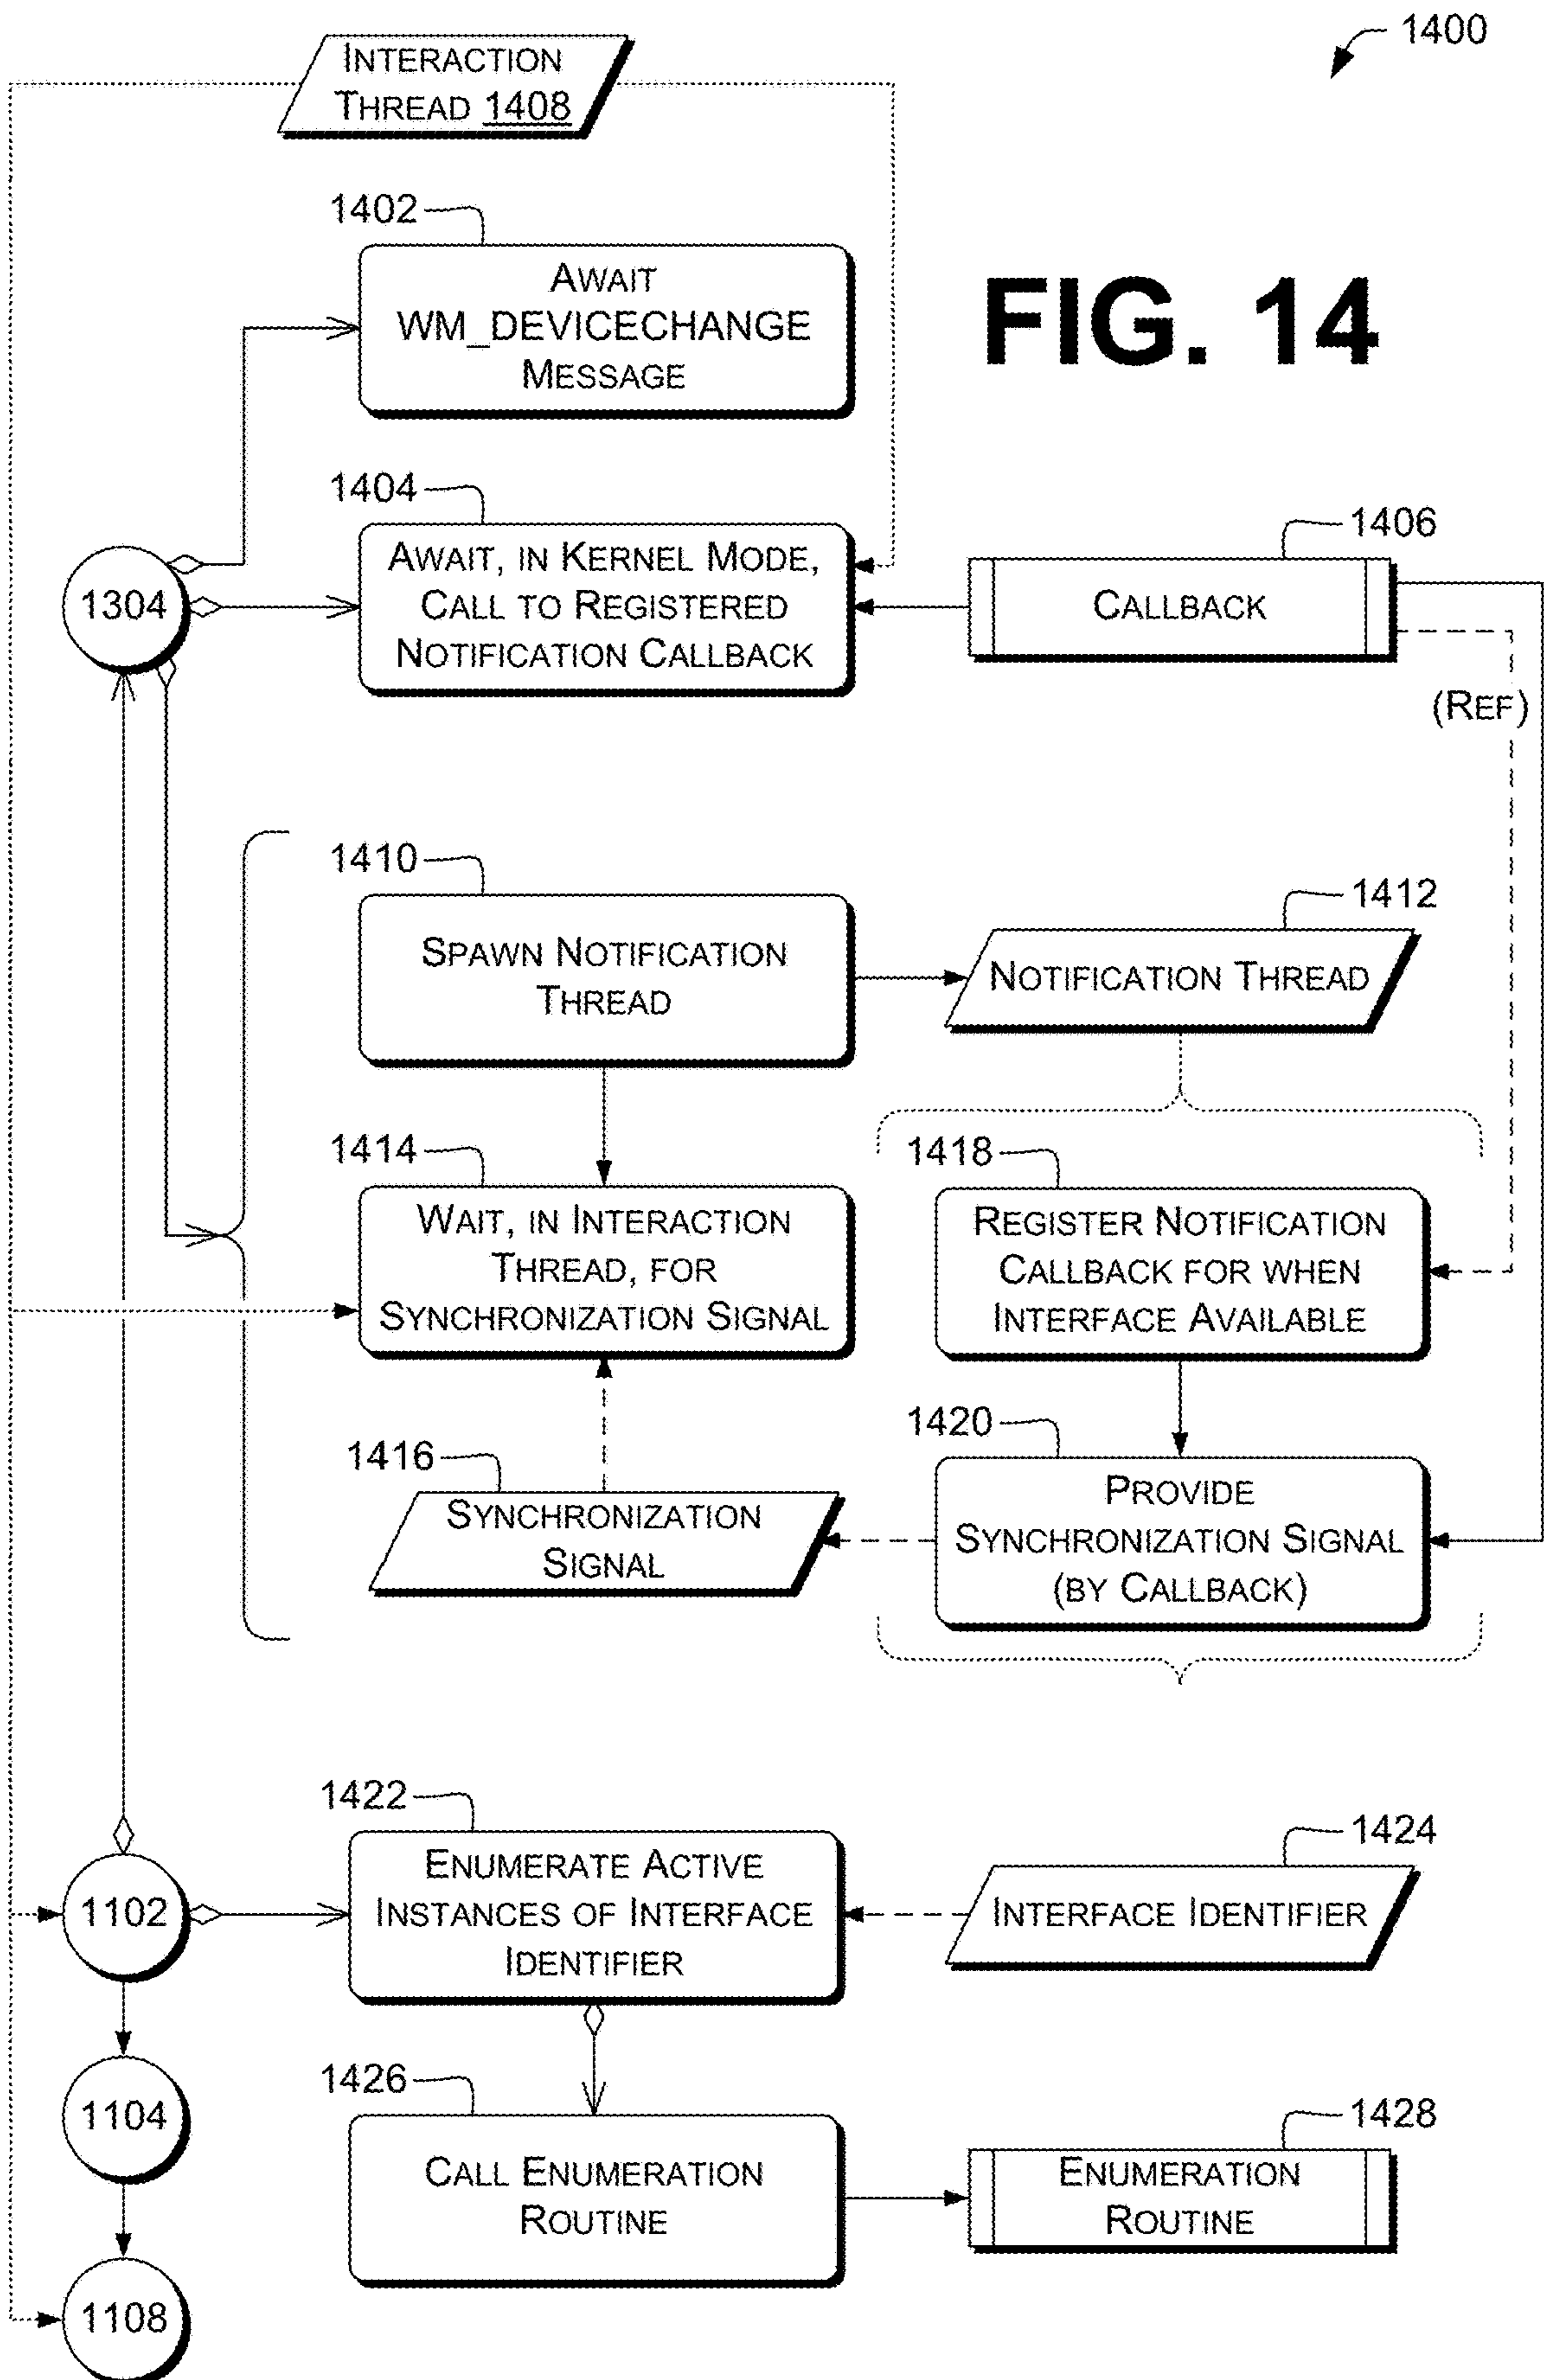 1400
INTERACTION
THREAD 1408
1402
AWAIT
WM_DEVICECHANGE
MESSAGE
FIG. 14
1404
AWAIT, IN KERNEL MODE,
CALL TO REGISTERED
NOTIFICATION CALLBACK
1406
CALLBACK
1304
(REF)
1410
SPAWN NOTIFICATION
THREAD
1412
NOTIFICATION THREAD
1414
WAIT, IN INTERACTION
THREAD, FOR
SYNCHRONIZATION SIGNAL
1418
REGISTER NOTIFICATION
CALLBACK FOR WHEN
INTERFACE AVAILABLE
1416
SYNCHRONIZATION
SIGNAL
1420
PROVIDE
SYNCHRONIZATION SIGNAL
(BY CALLBACK)
1422
ENUMERATE ACTIVE
INSTANCES OF INTERFACE
IDENTIFIER
1424
INTERFACE IDENTIFIER
1102
1104
1426
CALL ENUMERATION
ROUTINE
1428
ENUMERATION
ROUTINE
1108